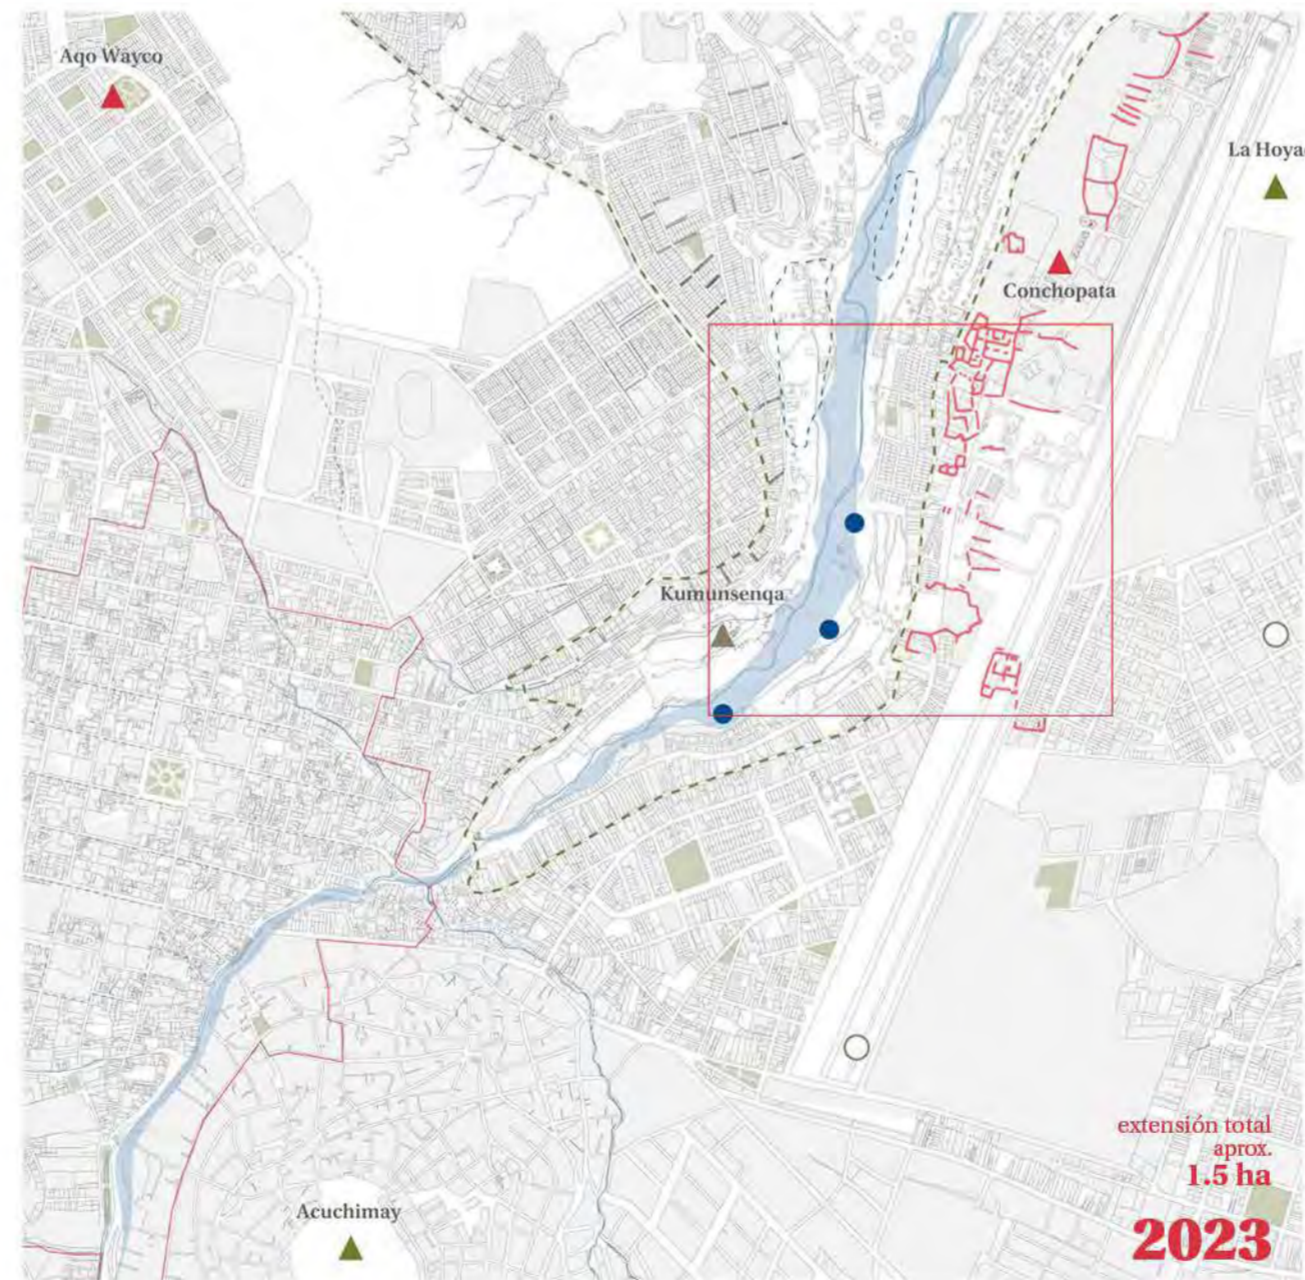 Aqo Wayco
La Hoya
Conchopata
Kumunsenqa
Acuchimay
extensión total
aprox.
1.5 ha
2023